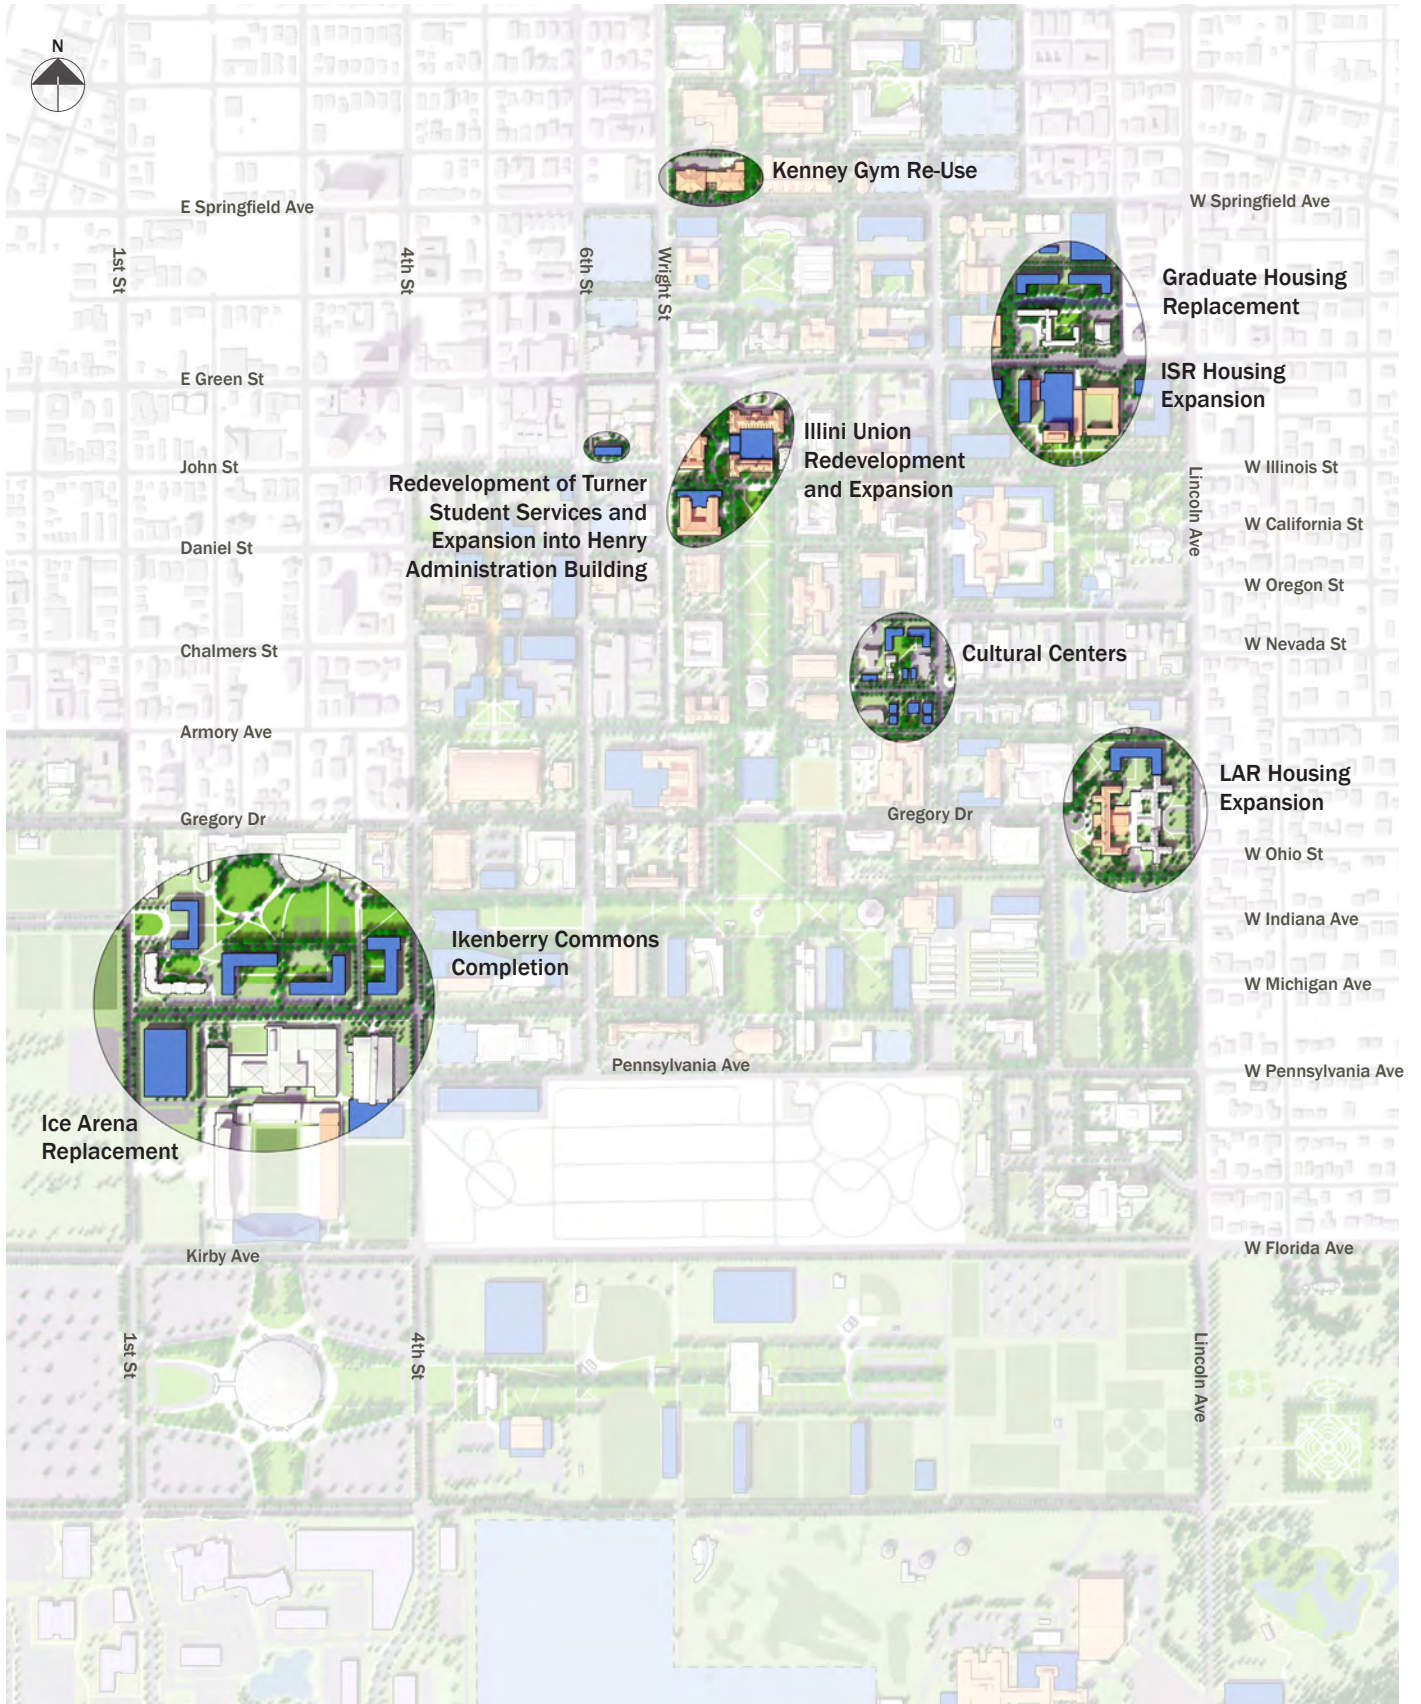 N
Kenney Gym Re-Use
E Springfield Ave
W Springfield Ave
1st St
4th St
6th St
Wright St
Graduate Housing
Replacement
E Green St
ISR Housing
Expansion
Illini Union
Redevelopment
and Expansion
John St
W Illinois St
Lincoln Ave
Redevelopment of Turner
Student Services and
Expansion into Henry
Administration Building
W California St
Daniel St
W Oregon St
Chalmers St
Cultural Centers
W Nevada St
Armory Ave
LAR Housing
Expansion
Gregory Dr
Gregory Dr
W Ohio St
W Indiana Ave
Ikenberry Commons
Completion
W Michigan Ave
Pennsylvania Ave
W Pennsylvania Ave
Ice Arena
Replacement
Kirby Ave
W Florida Ave
1st St
4th St
Lincoln Ave